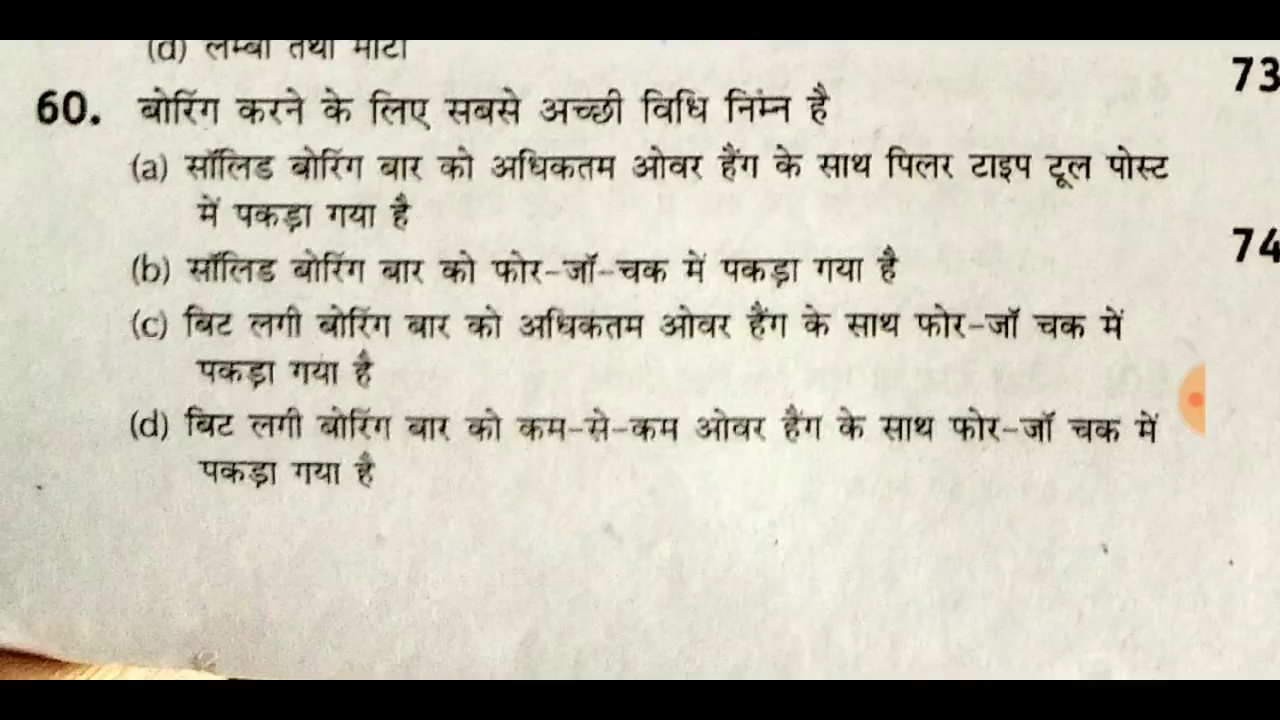 (d) लम्बा तथा मोटा
73
60. बोरिंग करने के लिए सबसे अच्छी विधि निंम्न है
(a) सॉलिड बोरिंग बार को अधिकतम ओवर हैंग के साथ पिलर टाइप टूल पोस्ट
में पकड़ा गया है
74
(b) सॉलिड बोरिंग बार को फोर-जॉ-चक में पकड़ा गया है
(c) बिट लगी बोरिंग बार को अधिकतम ओवर हैंग के साथ फोर-जॉ चक में
पकड़ा गया है
(d) बिट लगी बोरिंग बार को कम-से-कम ओवर हैंग के साथ फोर-जॉ चक में
पकड़ा गया है